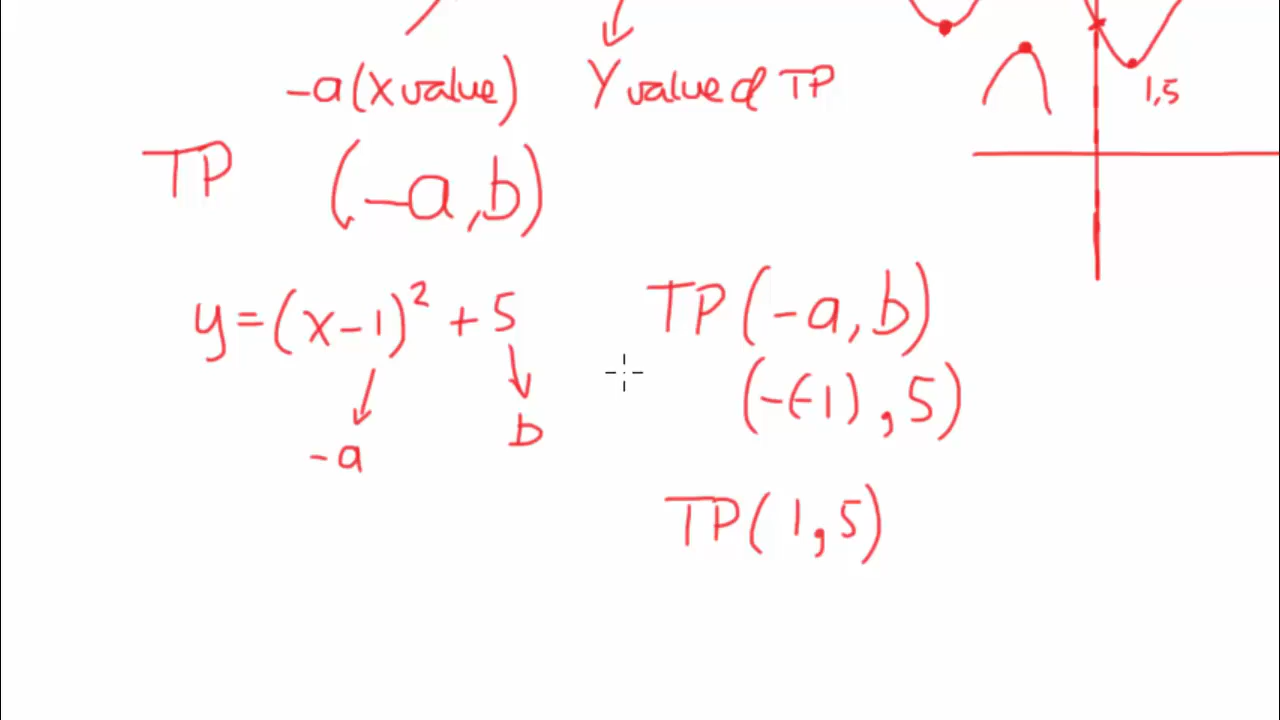 -a (x value) Y value of TP
1,5
TP (-a, b)
y = (x-1)² + 5
-a
b
TP (-a, b)
(-(-1), 5)
TP (1, 5)